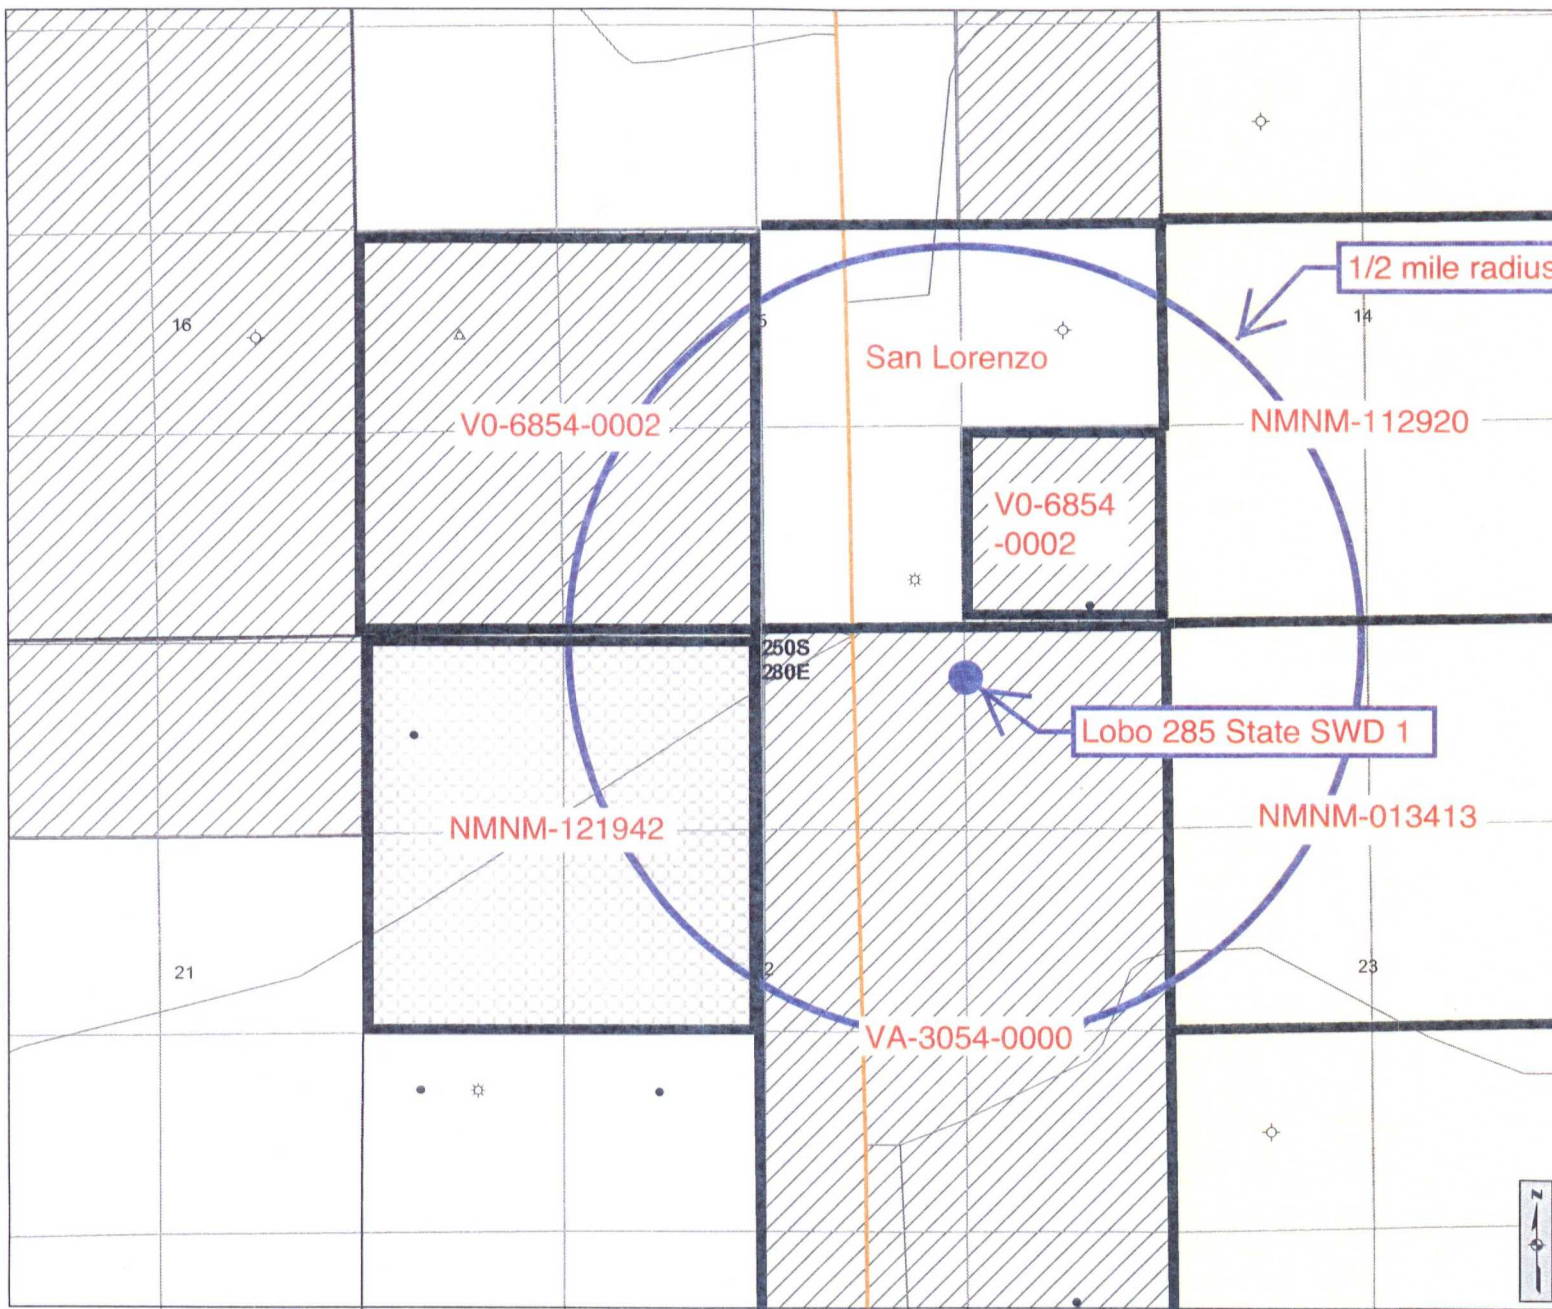 1/2 mile radius
16
5
14
San Lorenzo
V0-6854-0002
NMNM-112920
V0-6854
-0002
250S
280E
Lobo 285 State SWD 1
NMNM-121942
NMNM-013413
21
2
23
VA-3054-0000
N